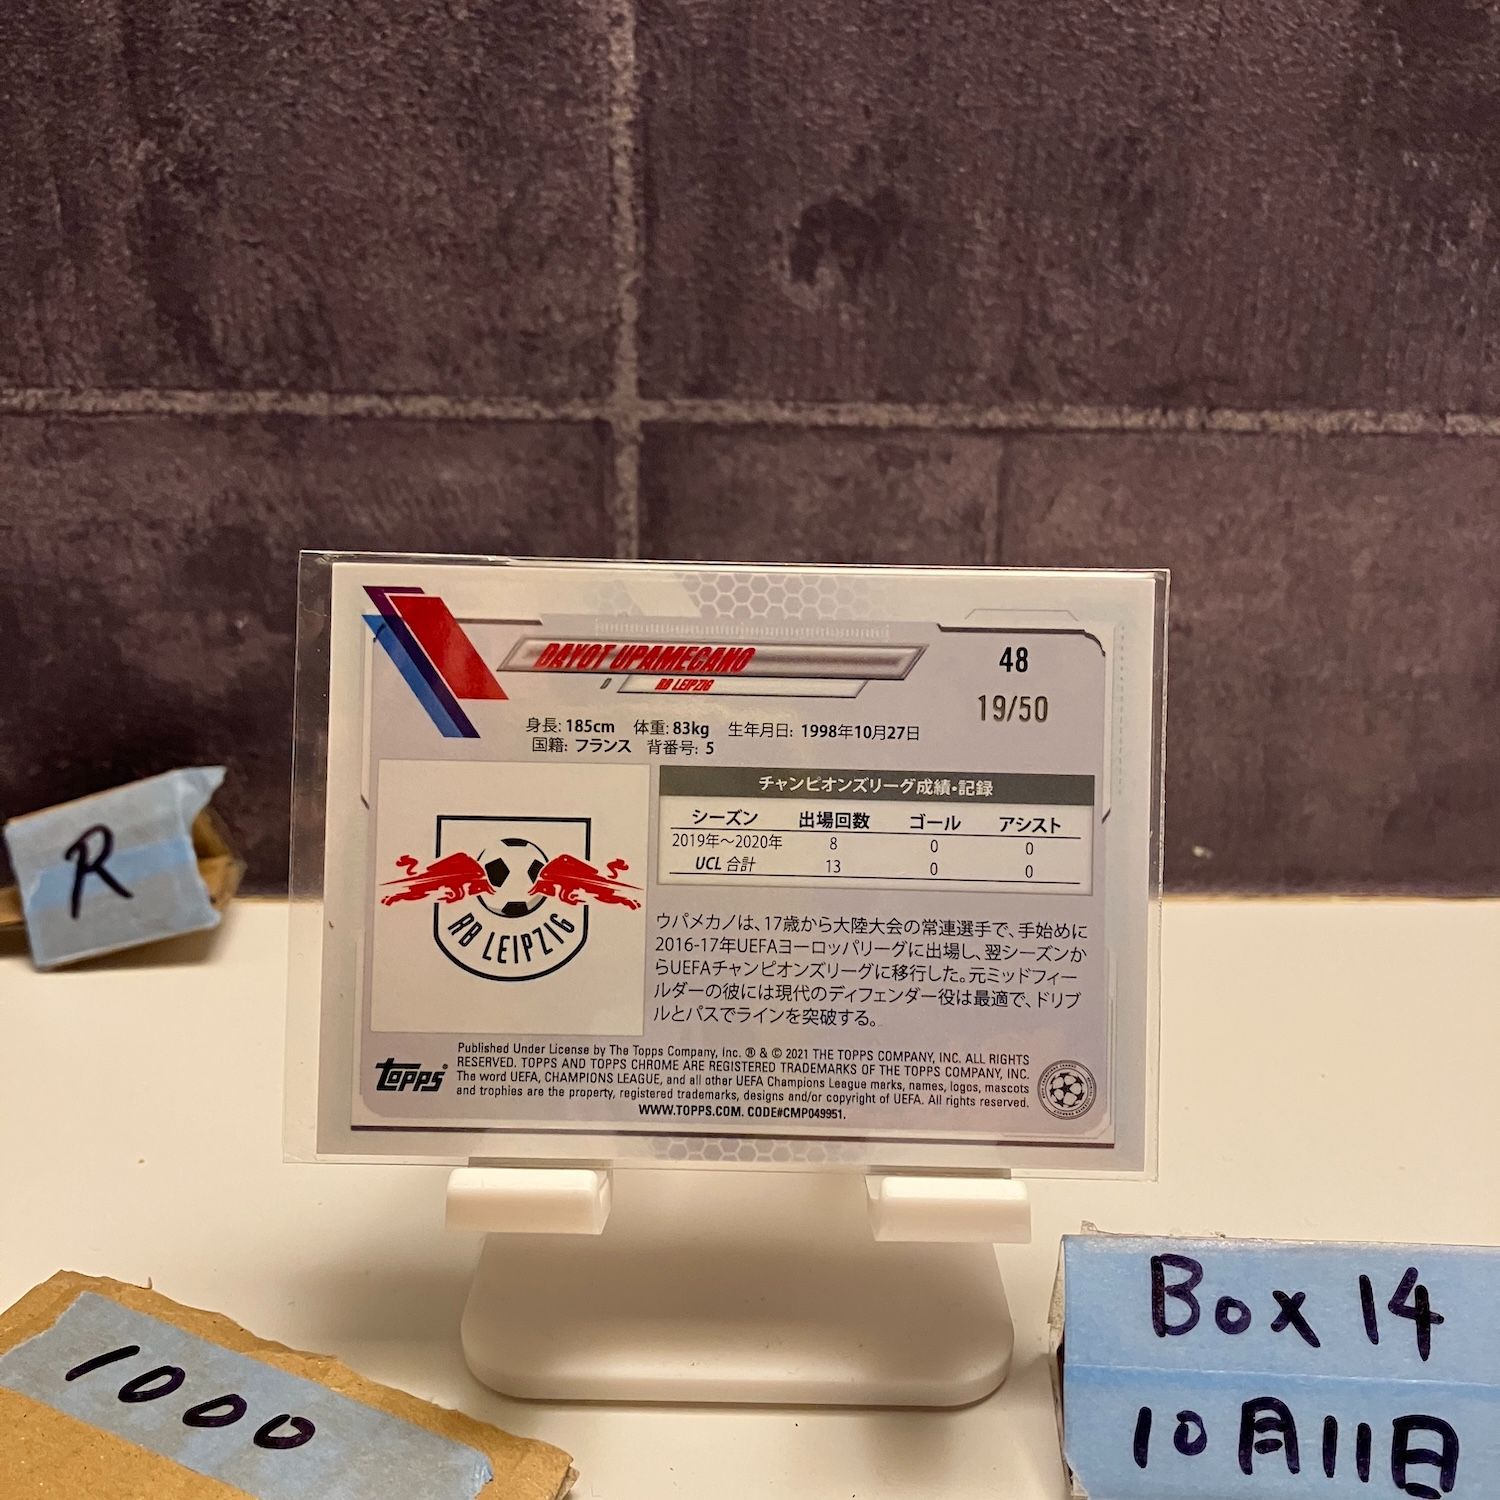 DAYOT UPAMECANO
D RB LEIPZIG
48
19/50
身長: 185cm 体重: 83kg 生年月日: 1998年10月27日
国籍: フランス 背番号: 5
チャンピオンズリーグ成績・記録
シーズン 出場回数 ゴール アシスト
2019年～2020年 8 0 0
UCL 合計 13 0 0
RB LEIPZIG
ウパメカノは、17歳から大陸大会の常連選手で、手始めに
2016-17年UEFAヨーロッパリーグに出場し、翌シーズンか
らUEFAチャンピオンズリーグに移行した。元ミッドフィー
ルダーの彼には現代のディフェンダー役は最適で、ドリブ
ルとパスでラインを突破する。
Topps®
Published Under License by The Topps Company, Inc. ® & © 2021 THE TOPPS COMPANY, INC. ALL RIGHTS
RESERVED. TOPPS AND TOPPS CHROME ARE REGISTERED TRADEMARKS OF THE TOPPS COMPANY, INC.
The word UEFA, CHAMPIONS LEAGUE, and all other UEFA Champions League marks, names, logos, mascots
and trophies are the property, registered trademarks, designs and/or copyright of UEFA. All rights reserved.
WWW.TOPPS.COM. CODE#CMP049951.
R
1000
Box 14
10月11日